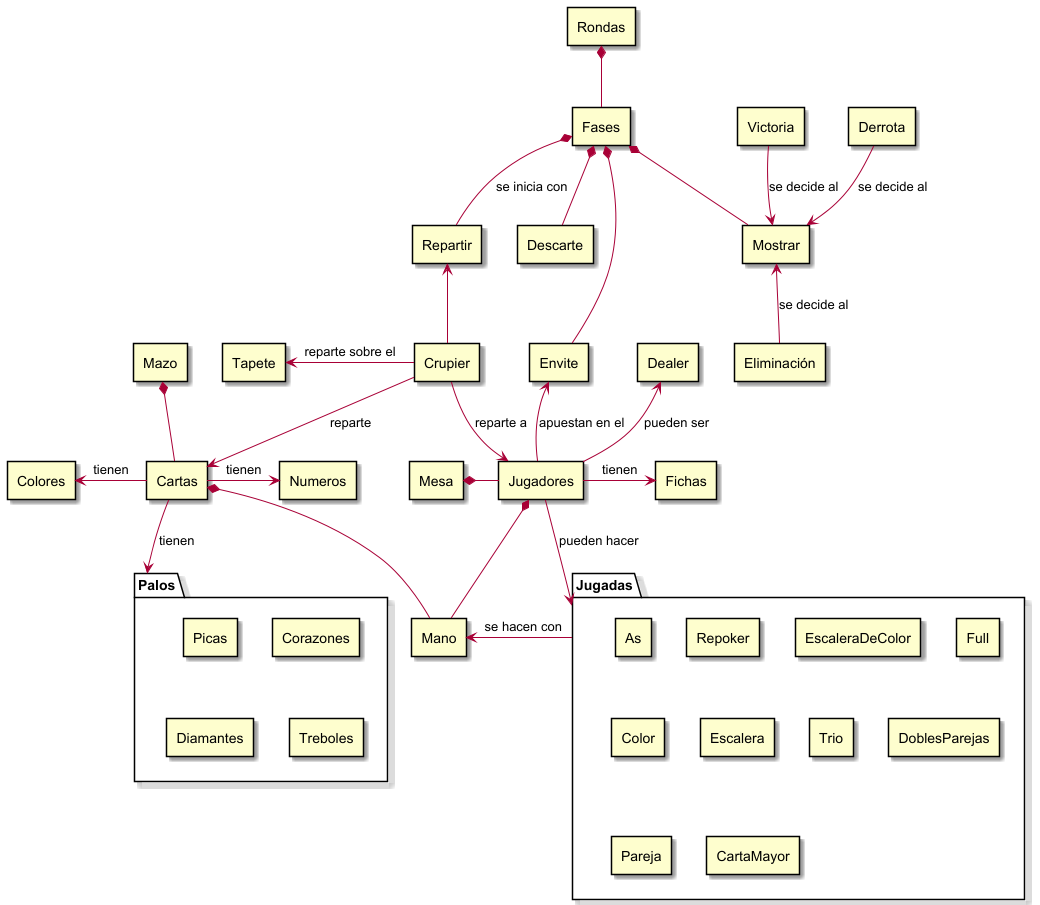 Rondas
Fases
Victoria
Derrota
se inicia con
se decide al
se decide al
Repartir
Descarte
Mostrar
se decide al
Mazo
Tapete
reparte sobre el
Crupier
Envite
Dealer
Eliminación
reparte
reparte a
apuestan en el
pueden ser
Colores
tienen
Cartas
tienen
Numeros
Mesa
Jugadores
tienen
Fichas
tienen
pueden hacer
Palos
Jugadas
Picas
Corazones
Mano
se hacen con
As
Repoker
EscaleraDeColor
Full
Diamantes
Treboles
Color
Escalera
Trio
DoblesParejas
Pareja
CartaMayor